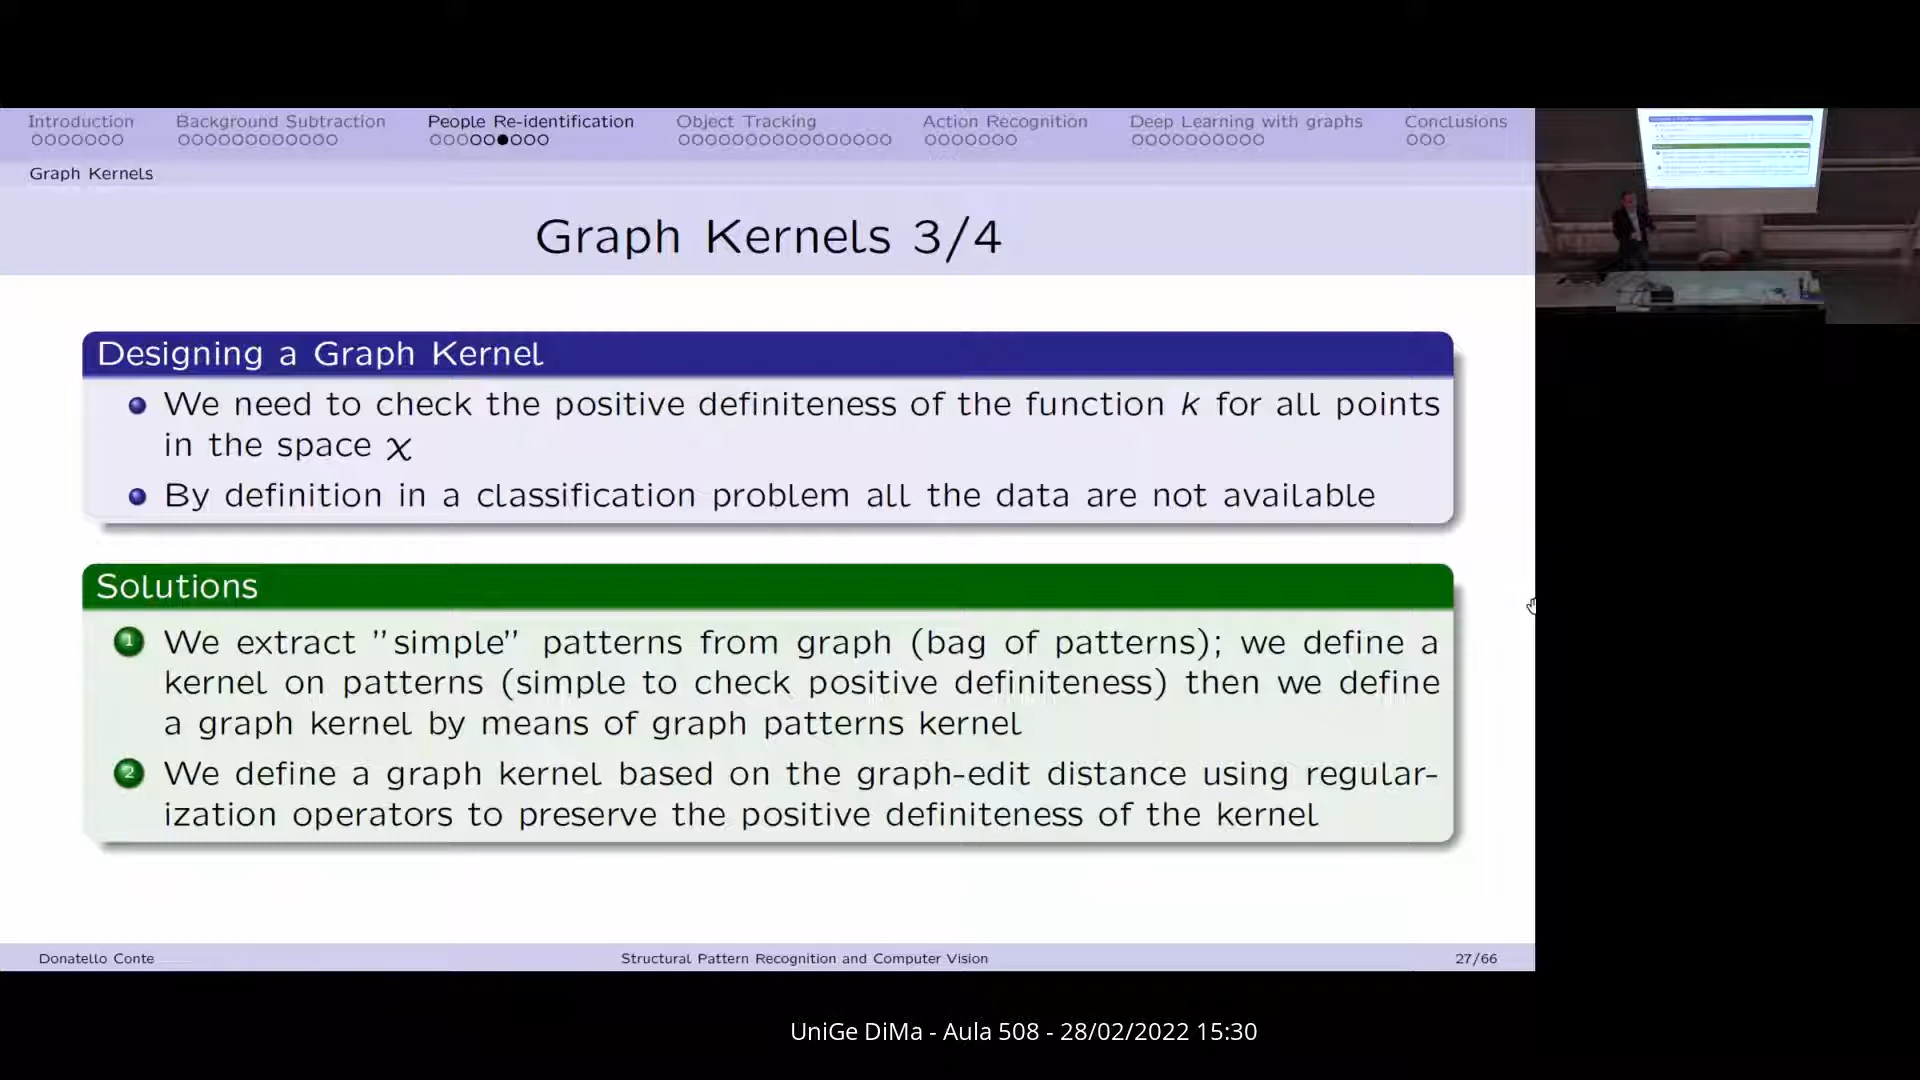 Introduction Background Subtraction People Re-identification Object Tracking Action Recognition Deep Learning with graphs Conclusions
Graph Kernels
Graph Kernels 3/4
Designing a Graph Kernel
We need to check the positive definiteness of the function k for all points
in the space χ
By definition in a classification problem all the data are not available
Solutions
1 We extract "simple" patterns from graph (bag of patterns); we define a
kernel on patterns (simple to check positive definiteness) then we define
a graph kernel by means of graph patterns kernel
2 We define a graph kernel based on the graph-edit distance using regular-
ization operators to preserve the positive definiteness of the kernel
Donatello Conte Structural Pattern Recognition and Computer Vision 27/66
UniGe DiMa - Aula 508 - 28/02/2022 15:30